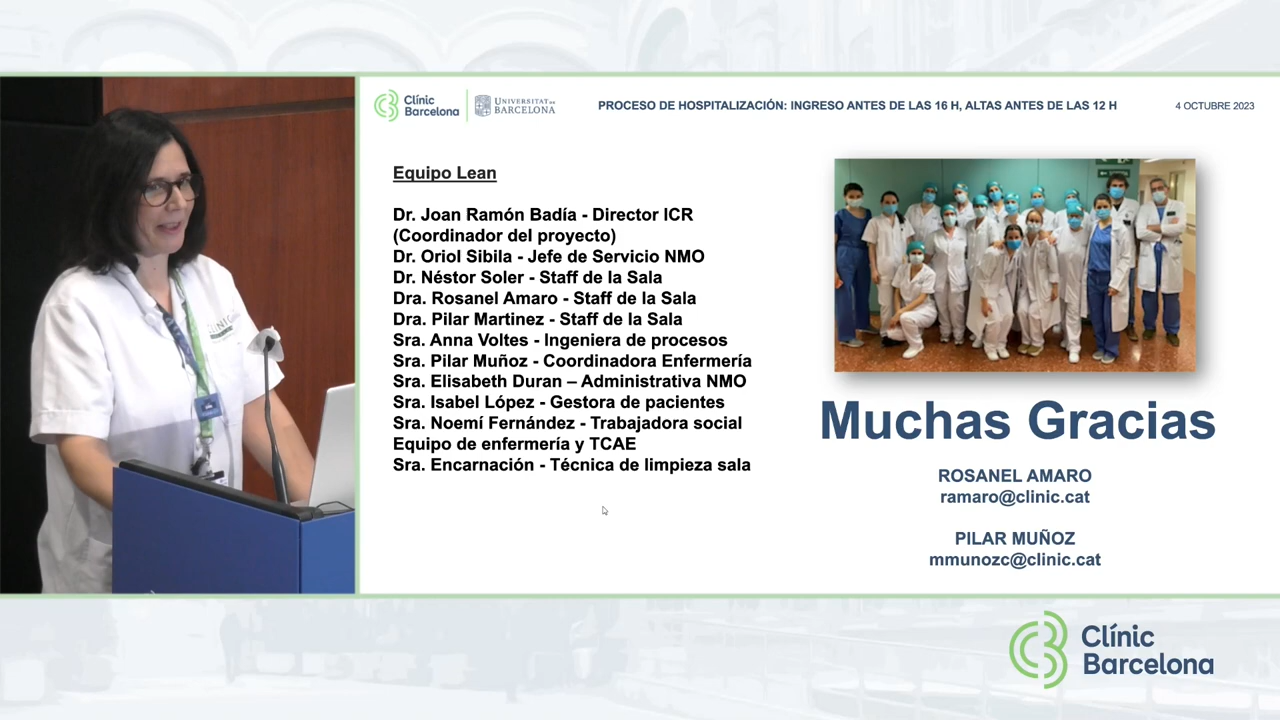 Clínic
Barcelona
UNIVERSITAT DE
BARCELONA
PROCESO DE HOSPITALIZACIÓN: INGRESO ANTES DE LAS 16 H, ALTAS ANTES DE LAS 12 H
4 OCTUBRE 2023
Equipo Lean
Dr. Joan Ramón Badía - Director ICR
(Coordinador del proyecto)
Dr. Oriol Sibila - Jefe de Servicio NMO
Dr. Néstor Soler - Staff de la Sala
Dra. Rosanel Amaro - Staff de la Sala
Dra. Pilar Martinez - Staff de la Sala
Sra. Anna Voltes - Ingeniera de procesos
Sra. Pilar Muñoz - Coordinadora Enfermería
Sra. Elisabeth Duran – Administrativa NMO
Sra. Isabel López - Gestora de pacientes
Sra. Noemí Fernández - Trabajadora social
Equipo de enfermería y TCAE
Sra. Encarnación - Técnica de limpieza sala
Muchas Gracias
ROSANEL AMARO
ramaro@clinic.cat
PILAR MUÑOZ
mmunozc@clinic.cat
Clínic
Barcelona